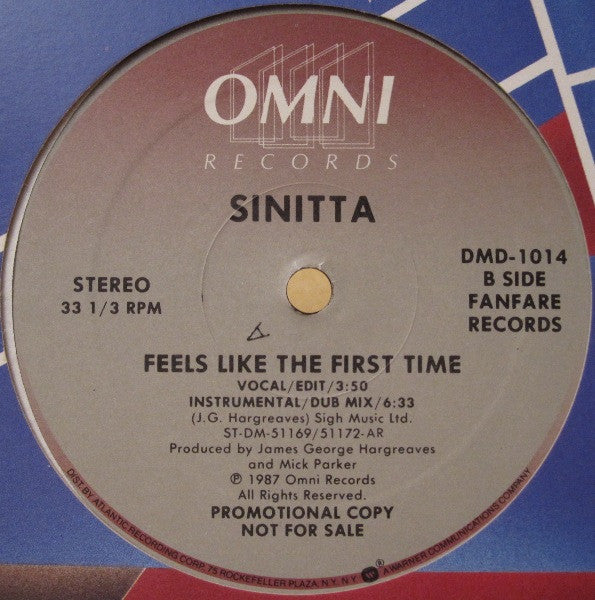 OMNI
RECORDS
SINITTA
STEREO
33 1/3 RPM
DMD-1014
B SIDE
FANFARE
RECORDS
FEELS LIKE THE FIRST TIME
VOCAL/EDIT/3:50
INSTRUMENTAL/DUB MIX/6:33
(J.G. Hargreaves) Sigh Music Ltd.
ST-DM-51169/51172-AR
Produced by James George Hargreaves
and Mick Parker
℗ 1987 Omni Records
All Rights Reserved.
PROMOTIONAL COPY
NOT FOR SALE
DIST. BY ATLANTIC RECORDING CORP. 75 ROCKEFELLER PLAZA, N.Y. N.Y. A WARNER COMMUNICATIONS COMPANY